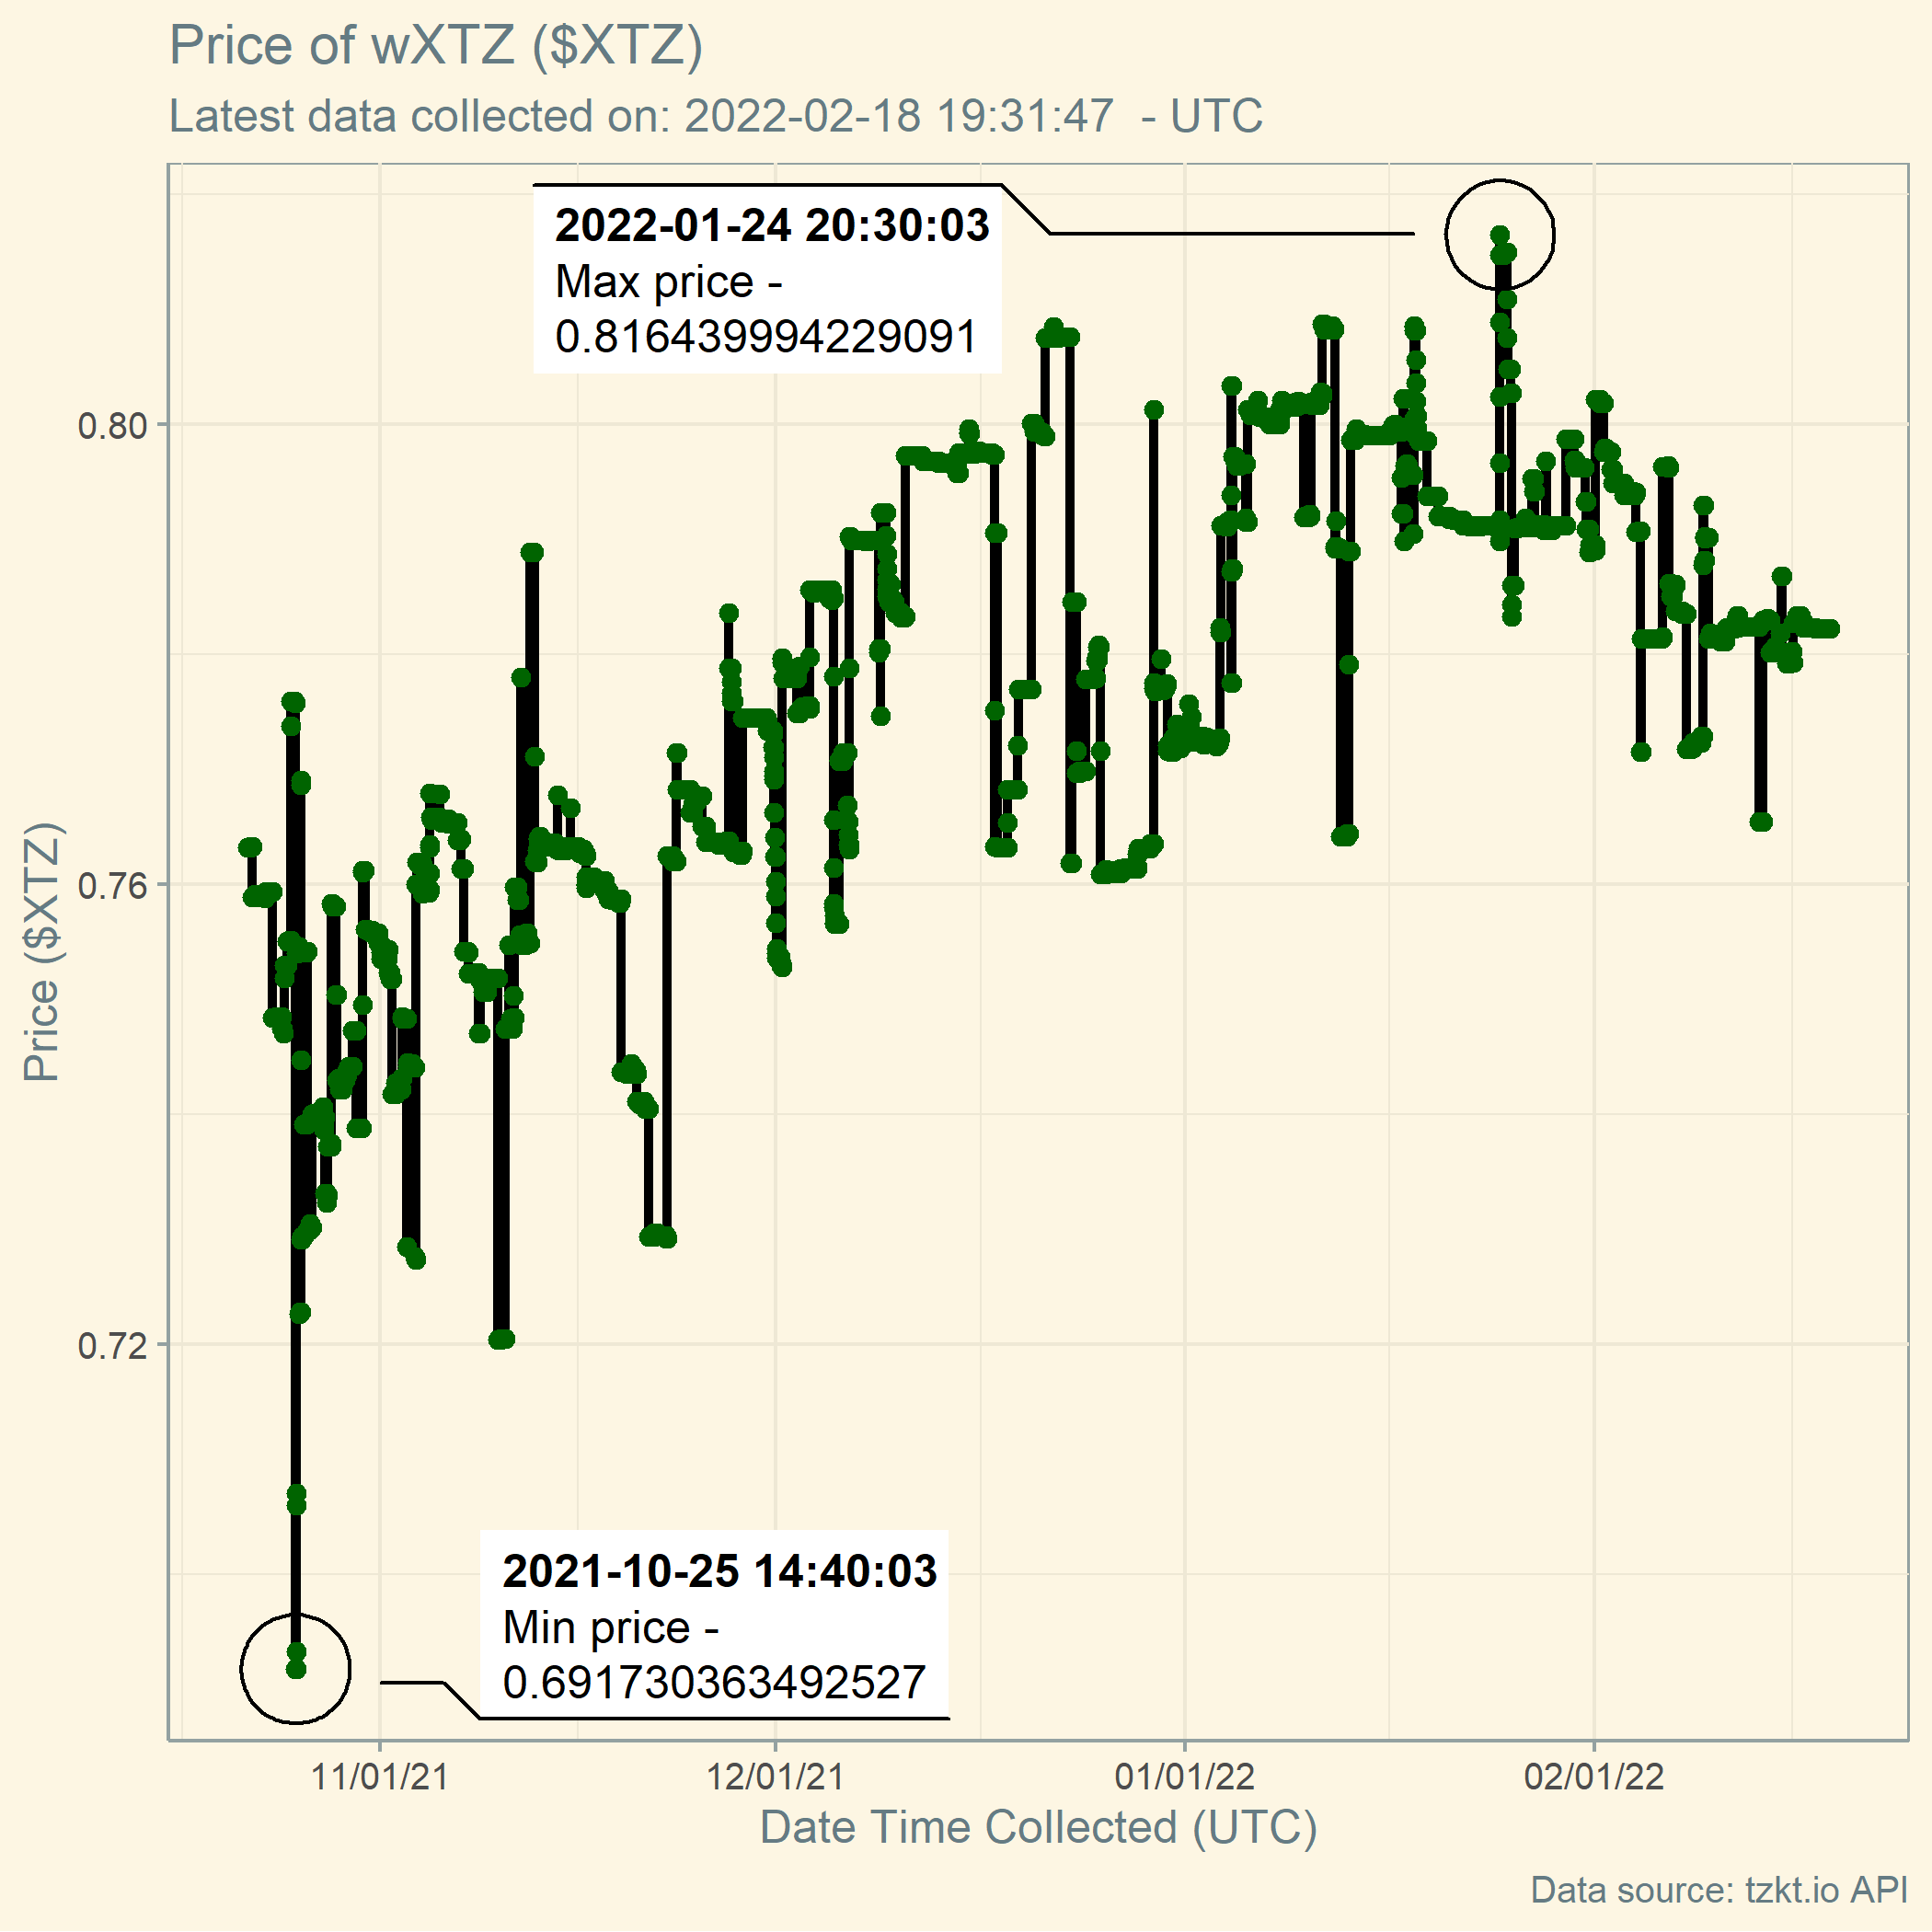 Price of wXTZ ($XTZ)
Latest data collected on: 2022-02-18 19:31:47  - UTC
2022-01-24 20:30:03
Max price -
0.816439994229091
0.80
0.76
0.72
Price ($XTZ)
2021-10-25 14:40:03
Min price -
0.691730363492527
11/01/21
12/01/21
01/01/22
02/01/22
Date Time Collected (UTC)
Data source: tzkt.io API